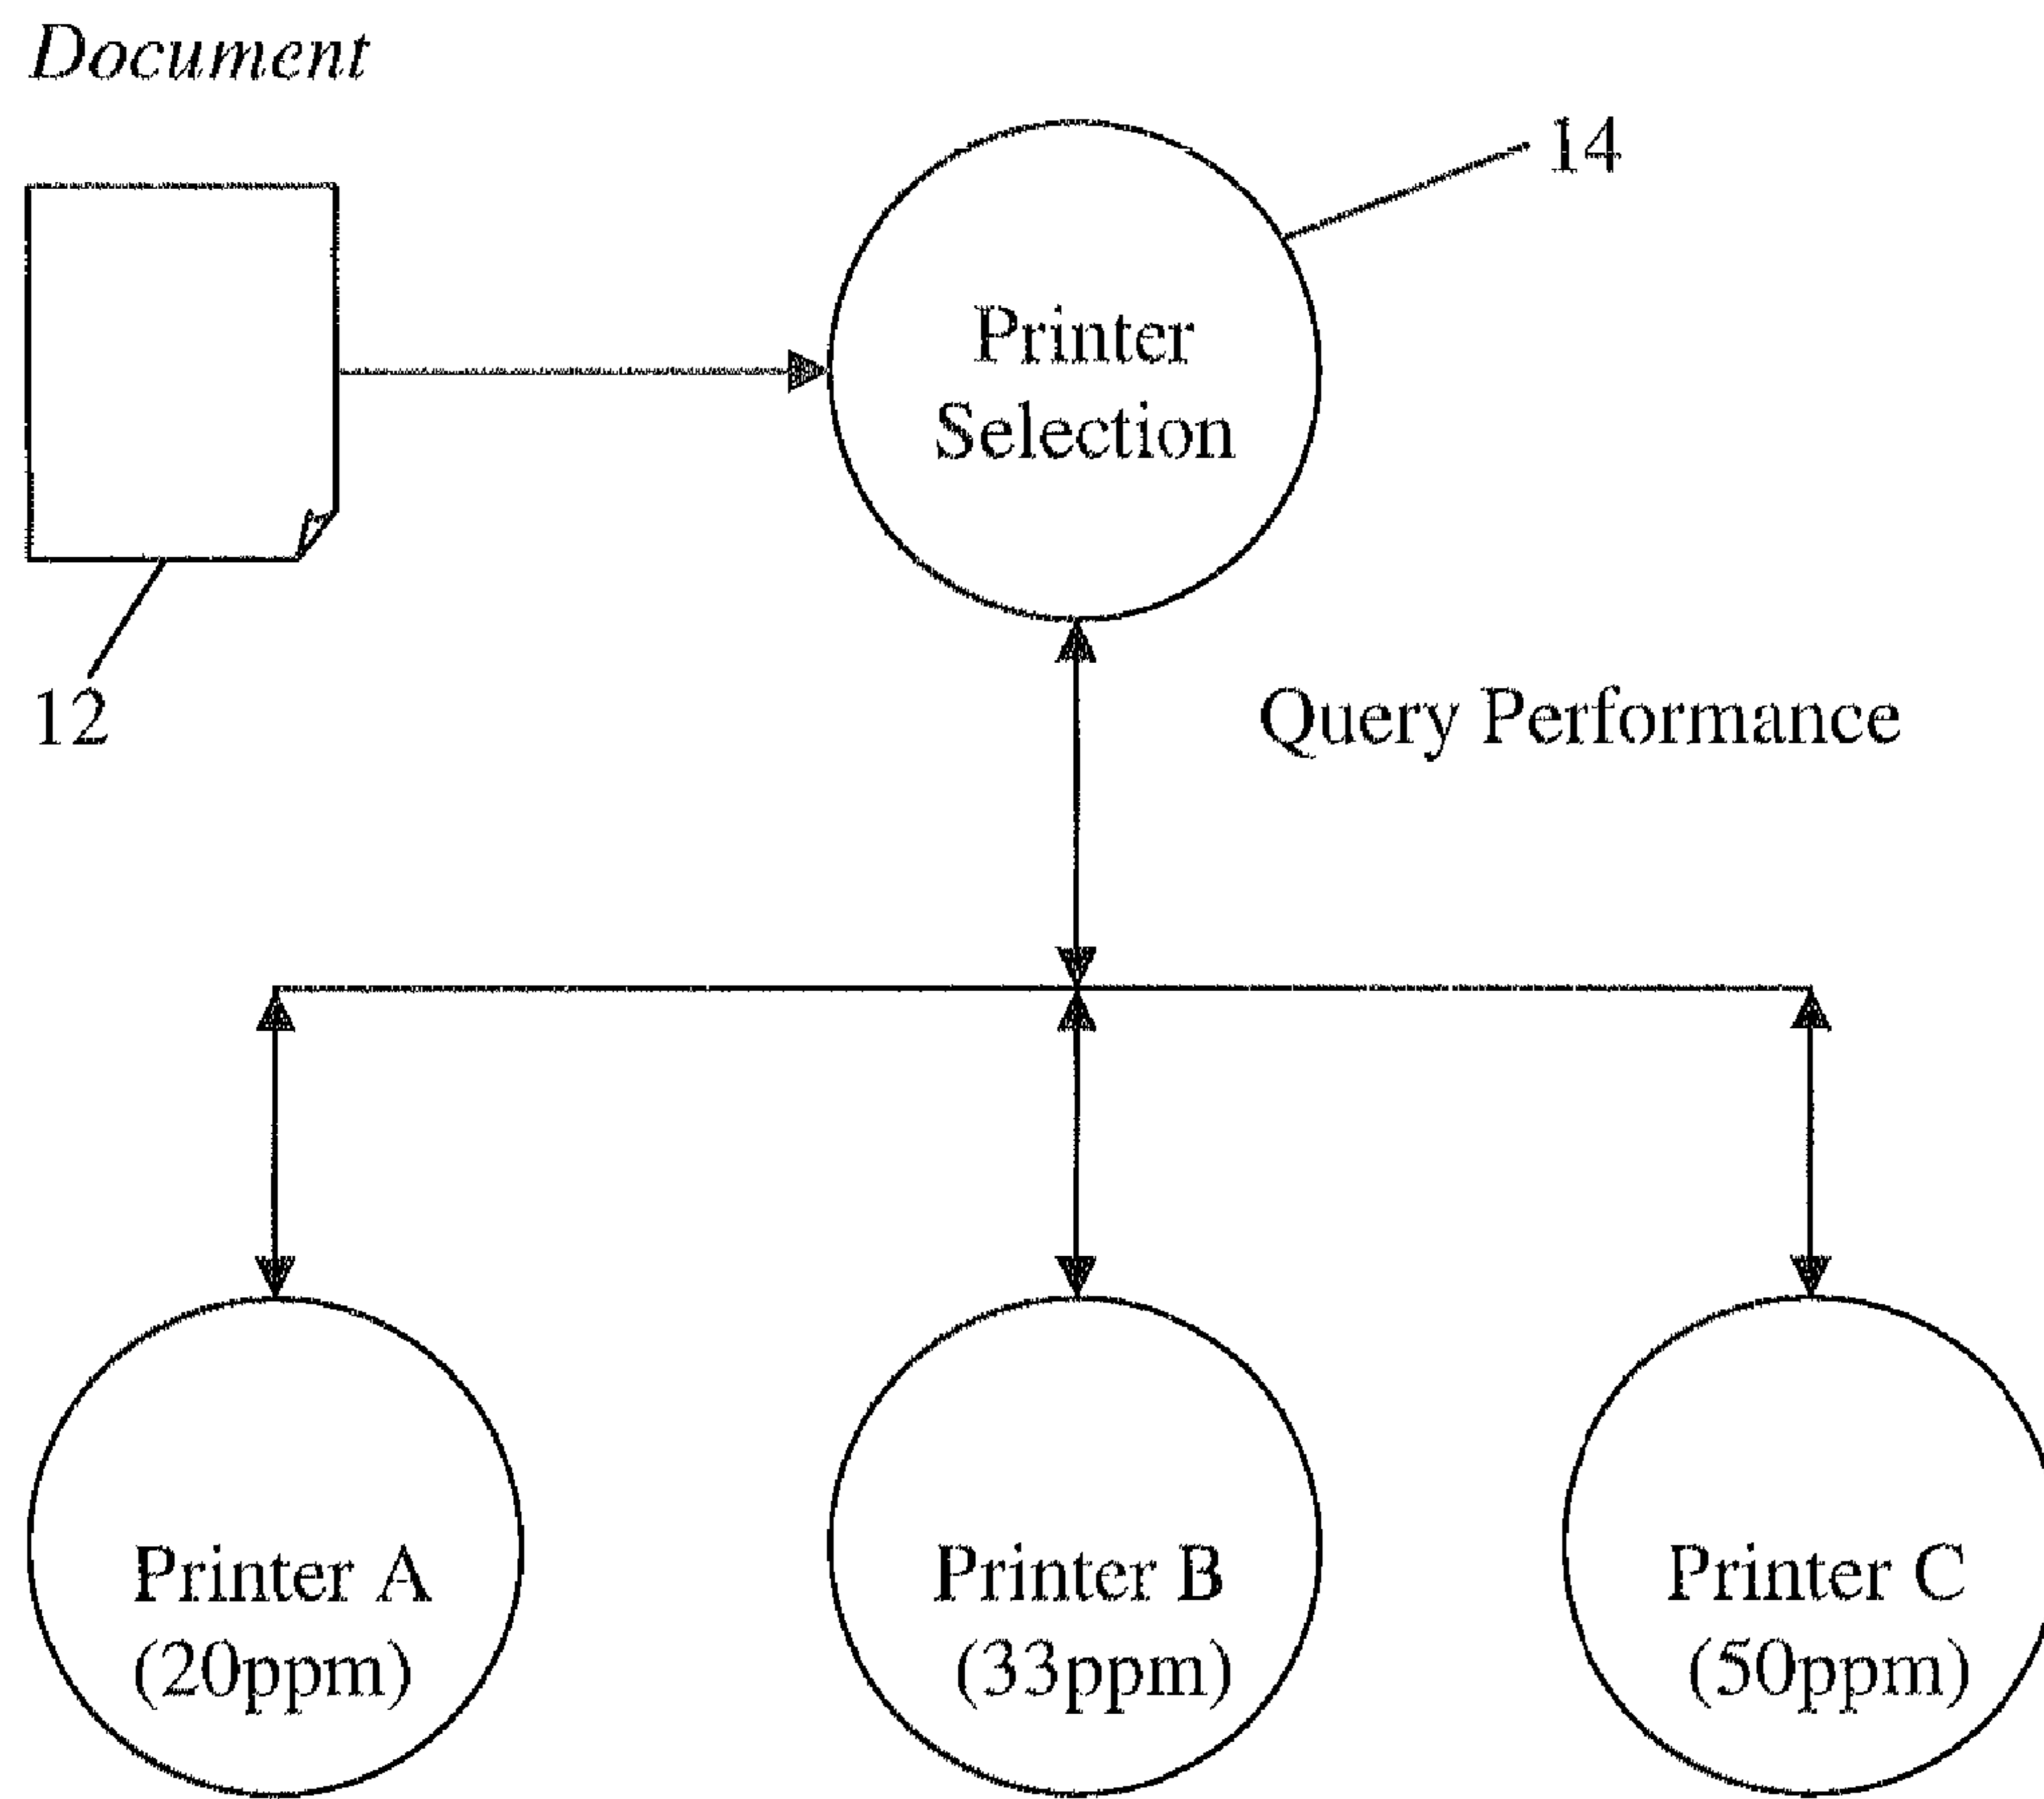 Document
14
Printer
Selection
12
Query Performance
Printer A
(20ppm)
Printer B
(33ppm)
Printer C
(50ppm)